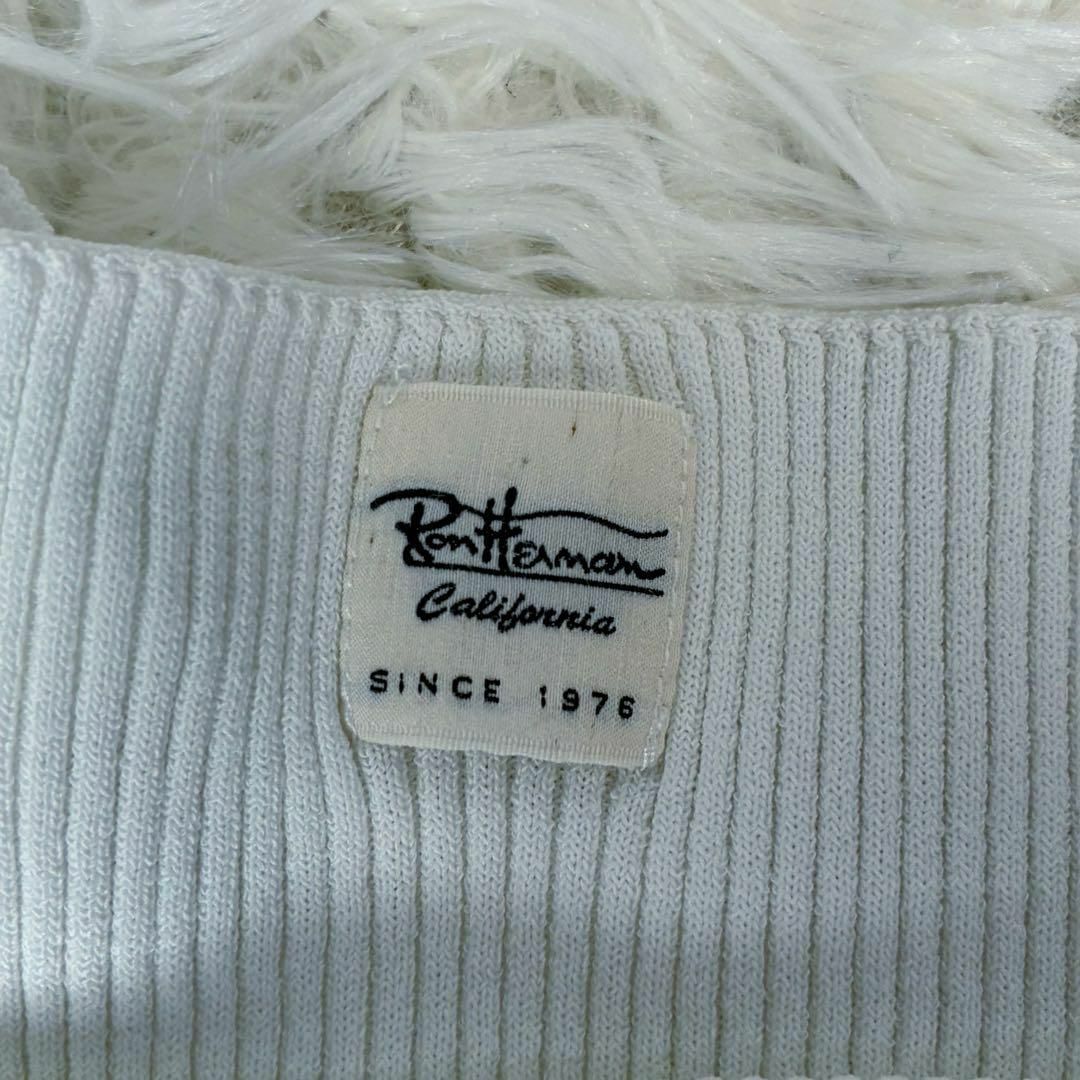 Ron Herman
California
SINCE 1976